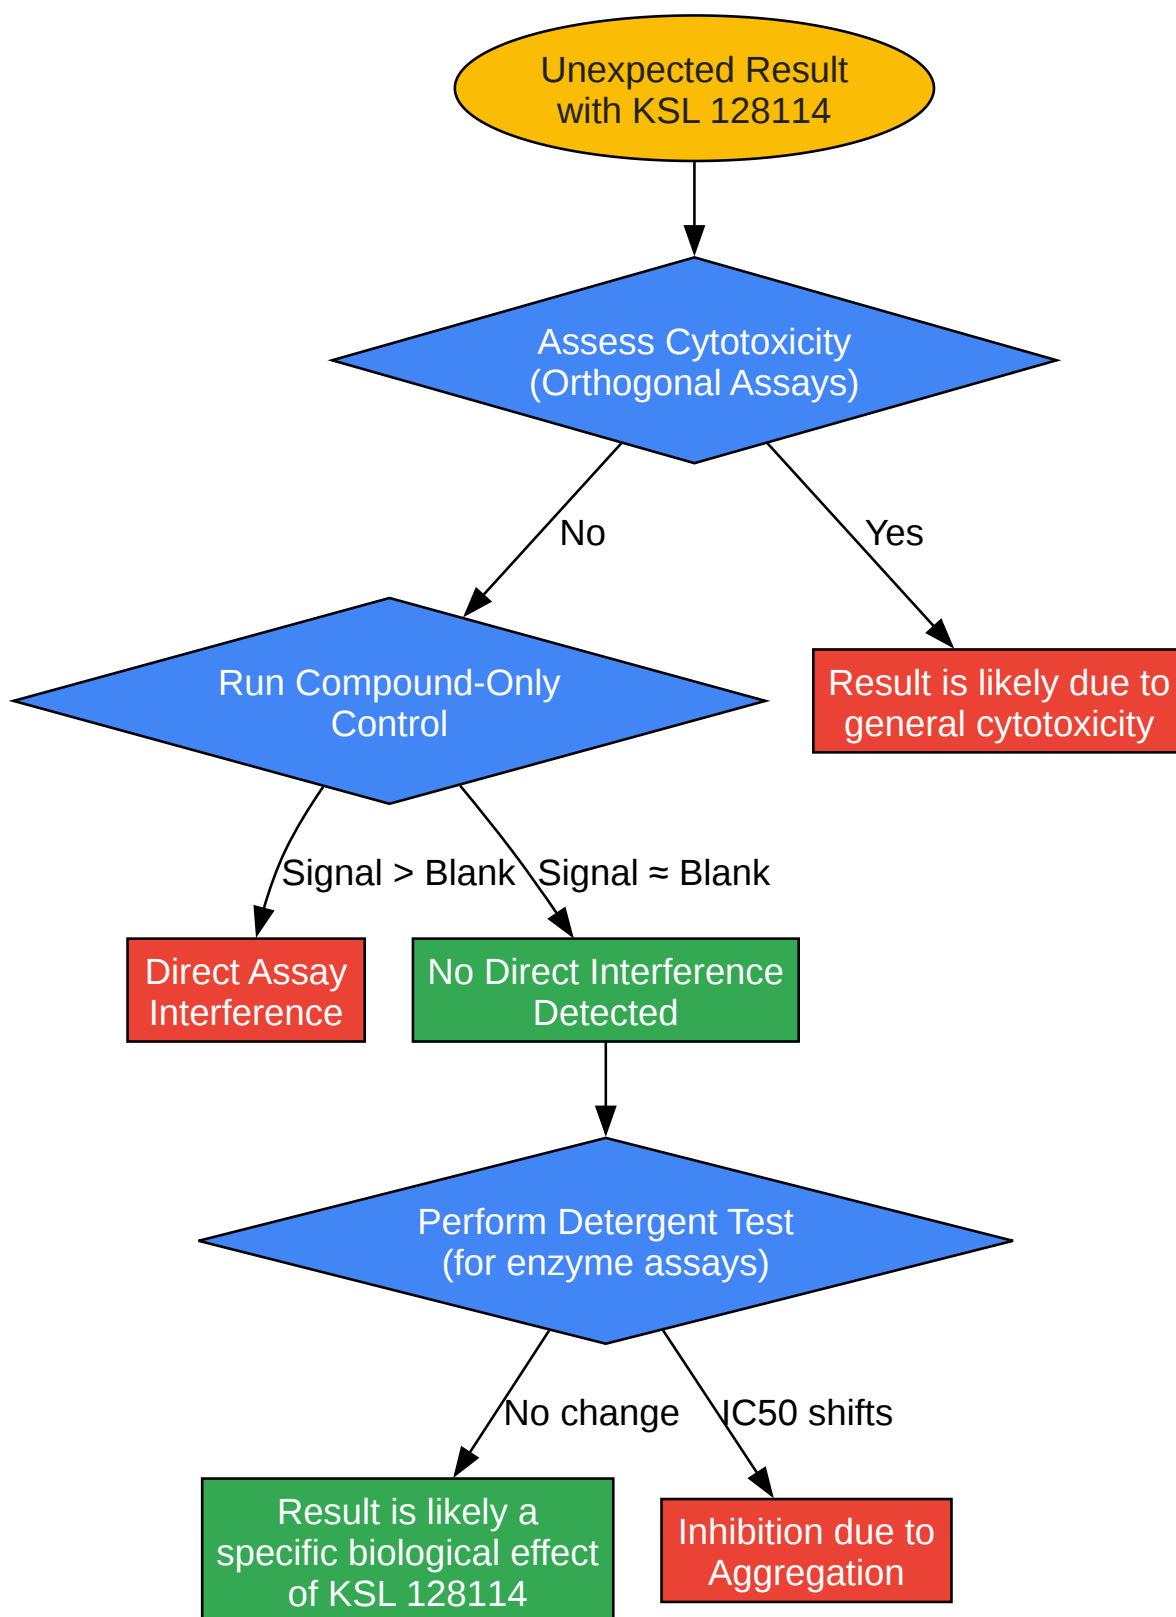 Unexpected Result
with KSL 128114
Assess Cytotoxicity
(Orthogonal Assays)
No
Yes
Run Compound-Only
Control
Result is likely due to
general cytotoxicity
Signal > Blank
Signal ≈ Blank
Direct Assay
Interference
No Direct Interference
Detected
Perform Detergent Test
(for enzyme assays)
No change
IC50 shifts
Result is likely a
specific biological effect
of KSL 128114
Inhibition due to
Aggregation